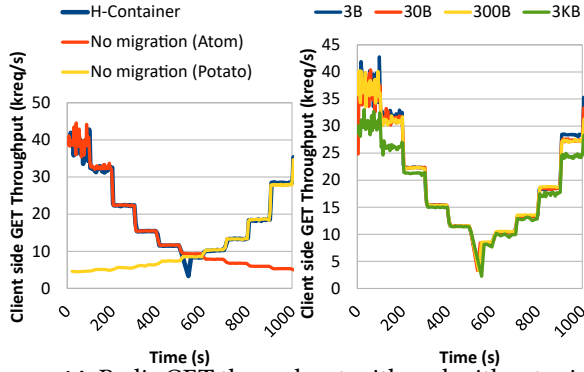 H-Container
No migration (Atom)
No migration (Potato)
Client side GET Throughput (kreq/s)
50
40
30
20
10
0
0
200
400
600
800
1000
Time (s)
3B
30B
300B
3KB
Client side GET Throughput (kreq/s)
45
40
35
30
25
20
15
10
5
0
0
200
400
600
800
1000
Time (s)